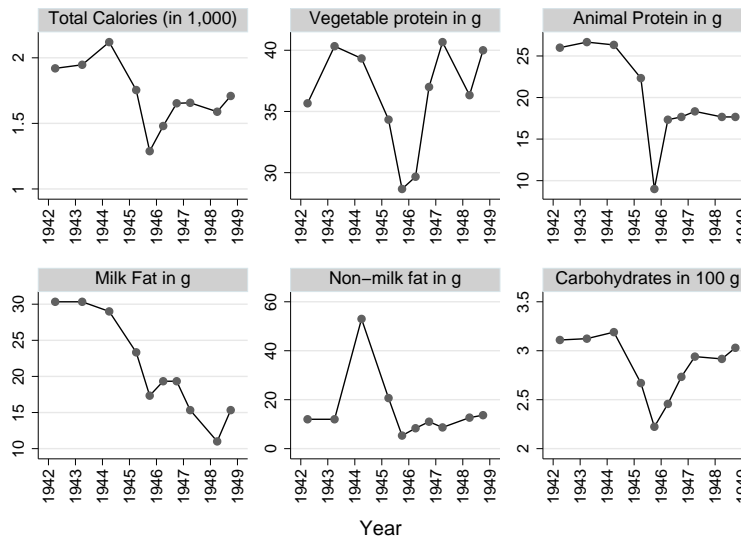 Total Calories (in 1,000)
Vegetable protein in g
Animal Protein in g
2
1.5
1
40
35
30
25
20
15
10
1942 1943 1944 1945 1946 1947 1948 1949
1942 1943 1944 1945 1946 1947 1948 1949
1942 1943 1944 1945 1946 1947 1948 1949
Milk Fat in g
Non−milk fat in g
Carbohydrates in 100 g
30
25
20
15
10
60
40
20
0
3.5
3
2.5
2
1942 1943 1944 1945 1946 1947 1948 1949
1942 1943 1944 1945 1946 1947 1948 1949
1942 1943 1944 1945 1946 1947 1948 1949
Year